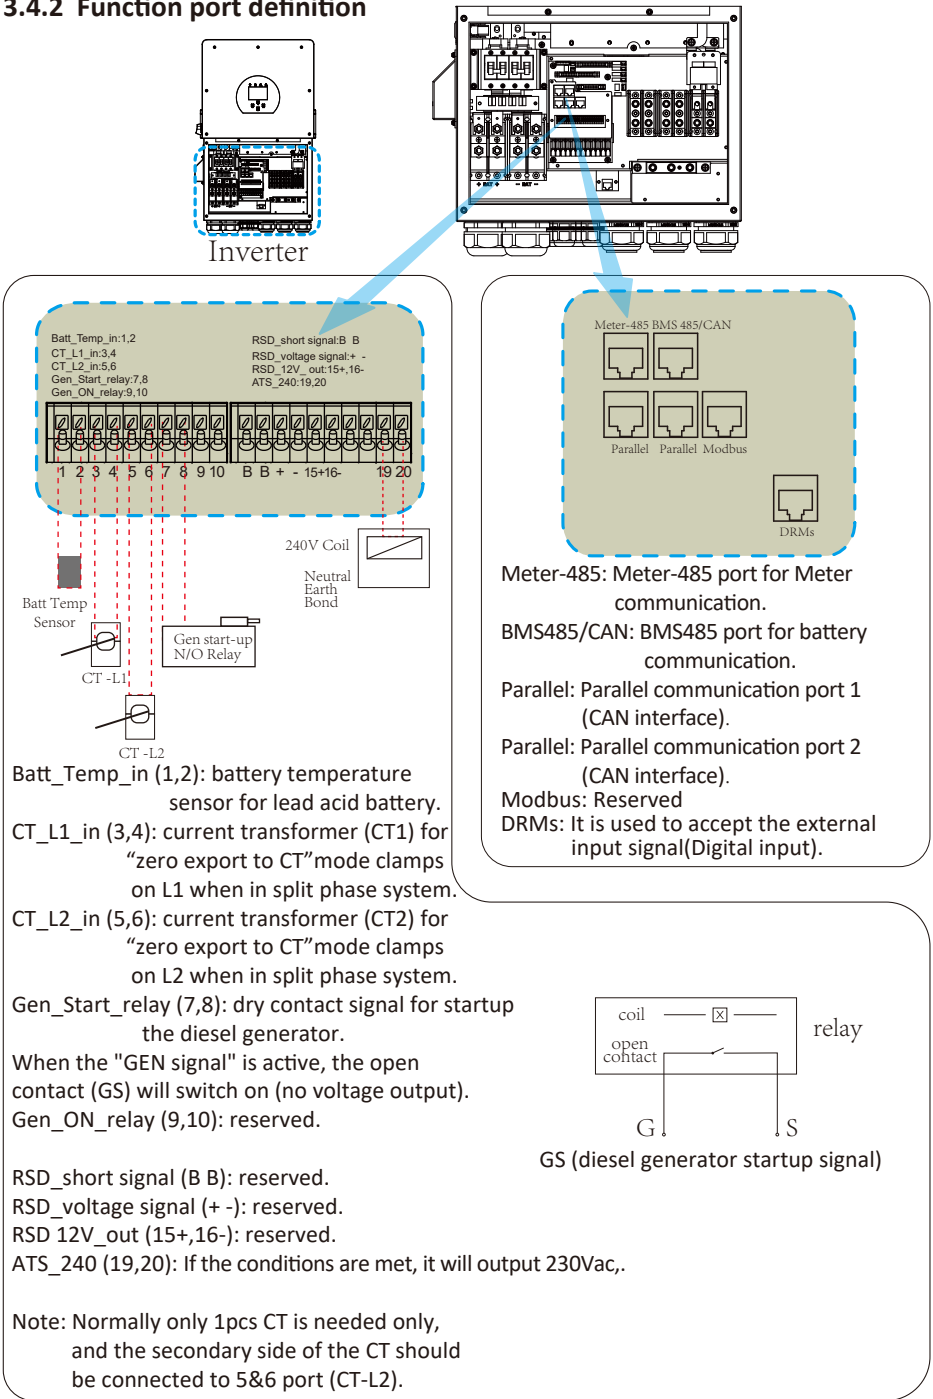 3.4.2 Function port definition
+ BAT +
- BAT -
Inverter
Batt_Temp_in:1,2
CT_L1_in:3,4
CT_L2_in:5,6
Gen_Start_relay:7,8
Gen_ON_relay:9,10
RSD_short signal:B B
RSD_voltage signal:+ -
RSD_12V_ out:15+,16-
ATS_240:19,20
1 2 3 4 5 6 7 8 9 10 B B + - 15+16- 19 20
240V Coil
Neutral
Earth
Bond
Batt Temp
Sensor
Gen start-up
N/O Relay
CT -L1
CT -L2
Meter-485 BMS 485/CAN
Parallel Parallel Modbus
DRMs
Meter-485: Meter-485 port for Meter
communication.
BMS485/CAN: BMS485 port for battery
communication.
Parallel: Parallel communication port 1
(CAN interface).
Parallel: Parallel communication port 2
(CAN interface).
Modbus: Reserved
DRMs: It is used to accept the external
input signal(Digital input).
Batt_Temp_in (1,2): battery temperature
sensor for lead acid battery.
CT_L1_in (3,4): current transformer (CT1) for
“zero export to CT”mode clamps
on L1 when in split phase system.
CT_L2_in (5,6): current transformer (CT2) for
“zero export to CT”mode clamps
on L2 when in split phase system.
Gen_Start_relay (7,8): dry contact signal for startup
the diesel generator.
When the "GEN signal" is active, the open
contact (GS) will switch on (no voltage output).
Gen_ON_relay (9,10): reserved.
RSD_short signal (B B): reserved.
RSD_voltage signal (+ -): reserved.
RSD 12V_out (15+,16-): reserved.
ATS_240 (19,20): If the conditions are met, it will output 230Vac,.
Note: Normally only 1pcs CT is needed only,
and the secondary side of the CT should
be connected to 5&6 port (CT-L2).
coil
open
contact
relay
G S
GS (diesel generator startup signal)